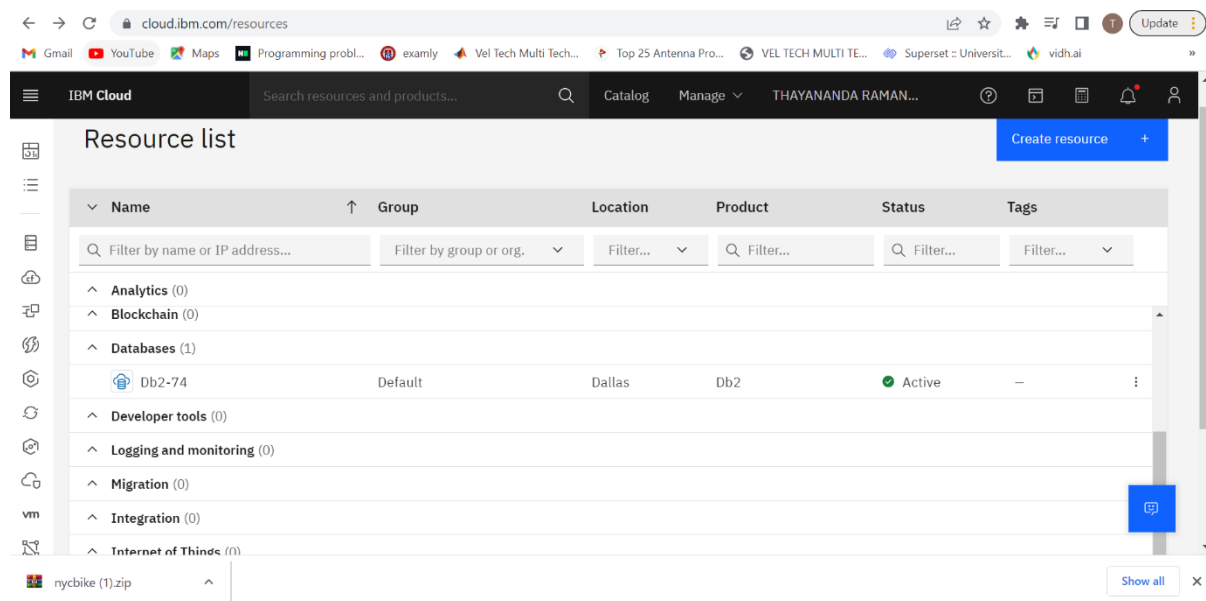 cloud.ibm.com/resources
T
Update
Gmail YouTube Maps Programming probl... examly Vel Tech Multi Tech... Top 25 Antenna Pro... VEL TECH MULTI TE... Superset :: Universit... vidh.ai »
IBM Cloud Search resources and products... Catalog Manage THAYANANDA RAMAN...
Resource list
Create resource +
Name Group Location Product Status Tags
Filter by name or IP address... Filter by group or org. Filter... Filter... Filter... Filter...
Analytics (0)
Blockchain (0)
Databases (1)
Db2-74 Default Dallas Db2 Active —
Developer tools (0)
Logging and monitoring (0)
Migration (0)
vm
Integration (0)
Internet of Things (0)
nycbike (1).zip
Show all